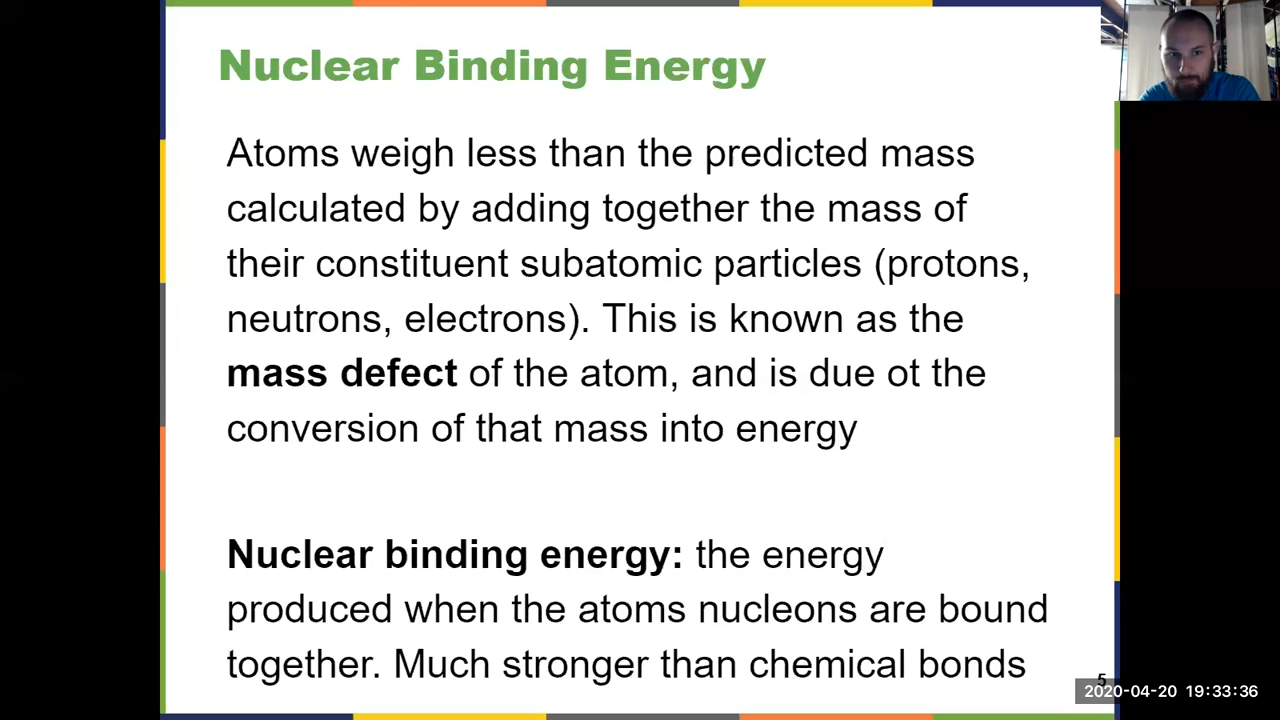 Nuclear Binding Energy
Atoms weigh less than the predicted mass
calculated by adding together the mass of
their constituent subatomic particles (protons,
neutrons, electrons). This is known as the
mass defect of the atom, and is due ot the
conversion of that mass into energy
Nuclear binding energy: the energy
produced when the atoms nucleons are bound
together. Much stronger than chemical bonds
5
2020-04-20 19:33:36